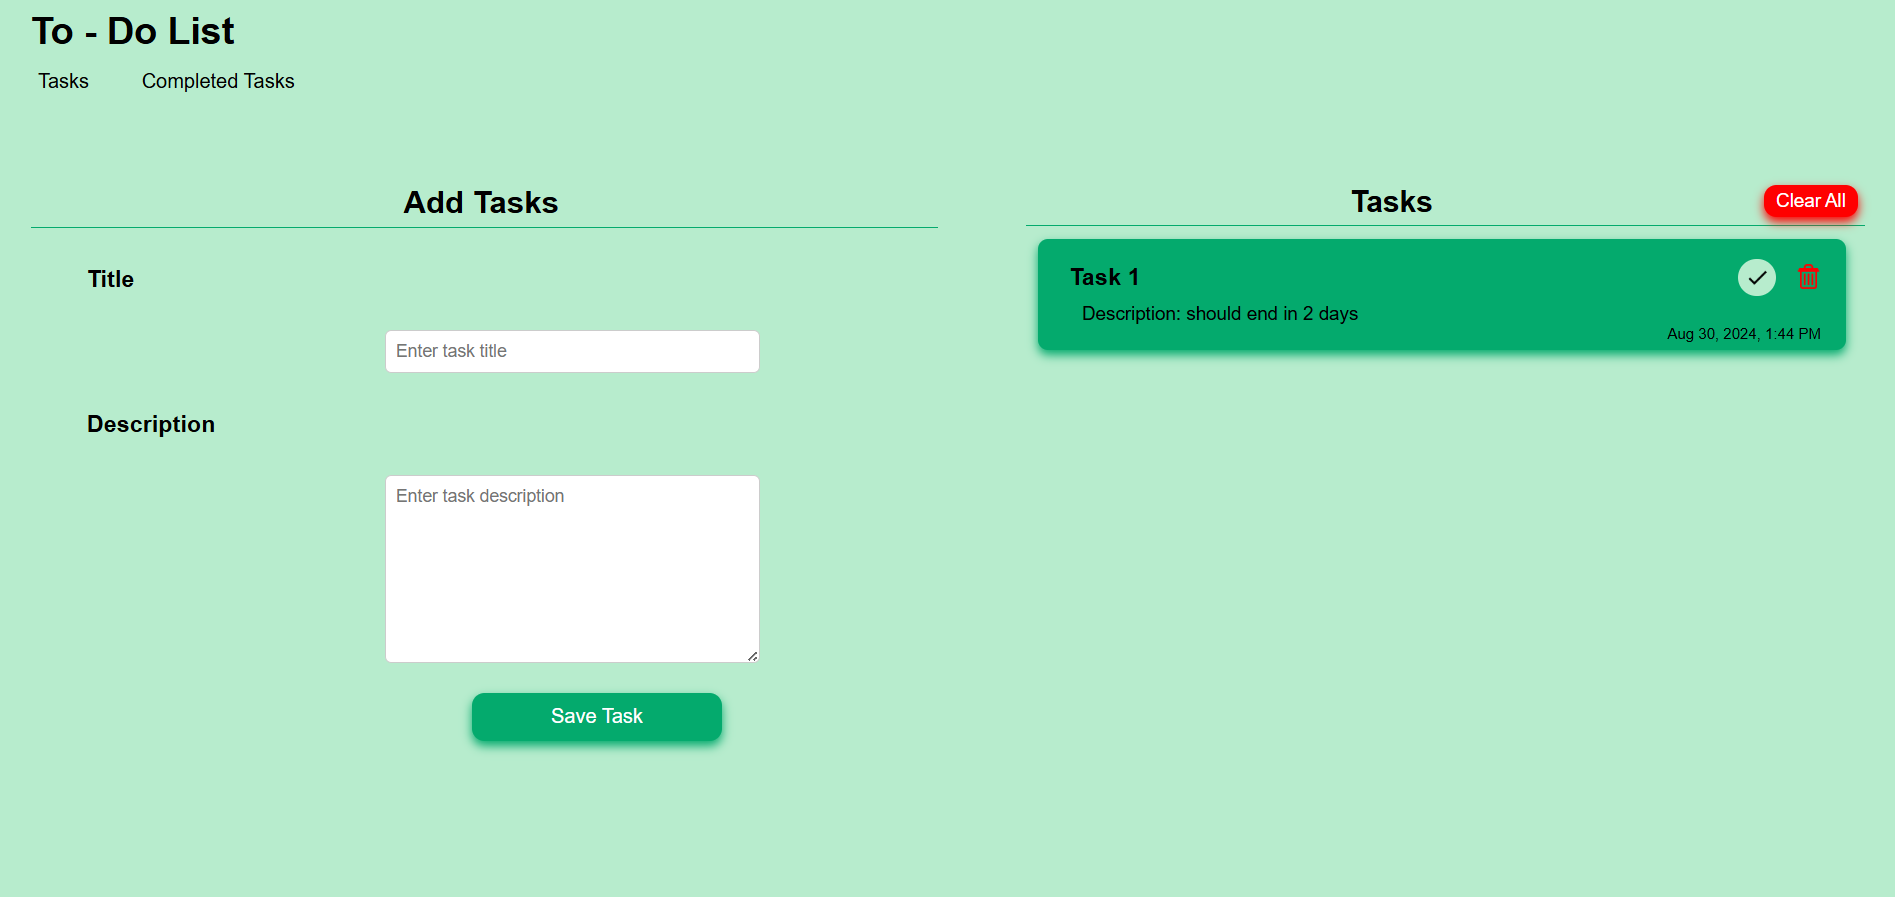 To - Do List
Tasks Completed Tasks
Add Tasks
Title
Enter task title
Description
Enter task description
Save Task
Tasks
Clear All
Task 1
Description: should end in 2 days
Aug 30, 2024, 1:44 PM